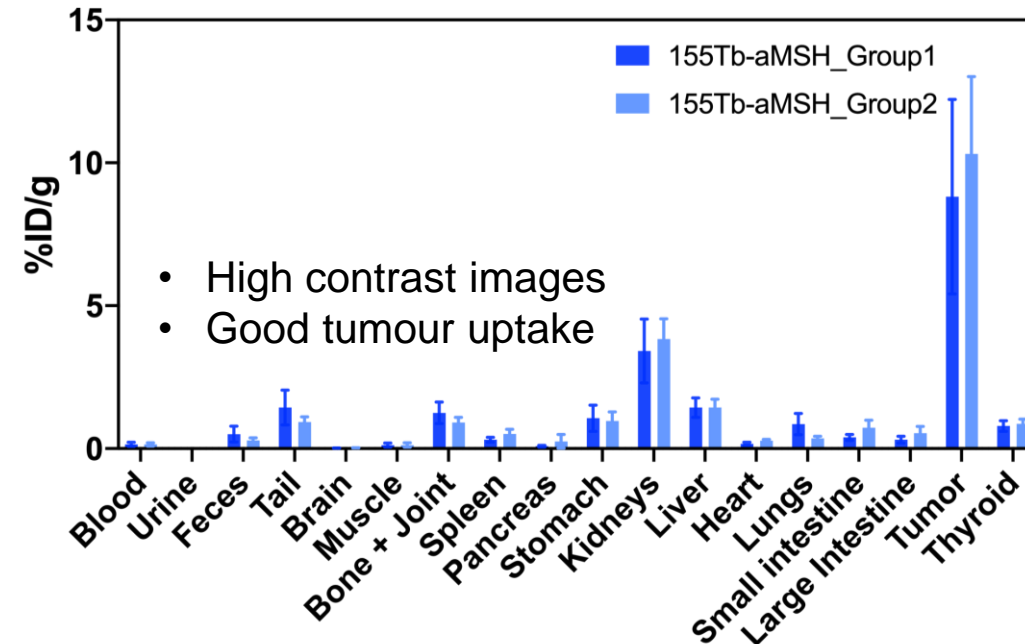 15
155Tb-aMSH_Group1
155Tb-aMSH_Group2
10
%ID/g
• High contrast images
5
• Good tumour uptake
0
Blood
Urine
Feces
Tail
Brain
Muscle
Bone + Joint
Spleen
Pancreas
Stomach
Kidneys
Liver
Heart
Lungs
Small intestine
Large Intestine
Tumor
Thyroid